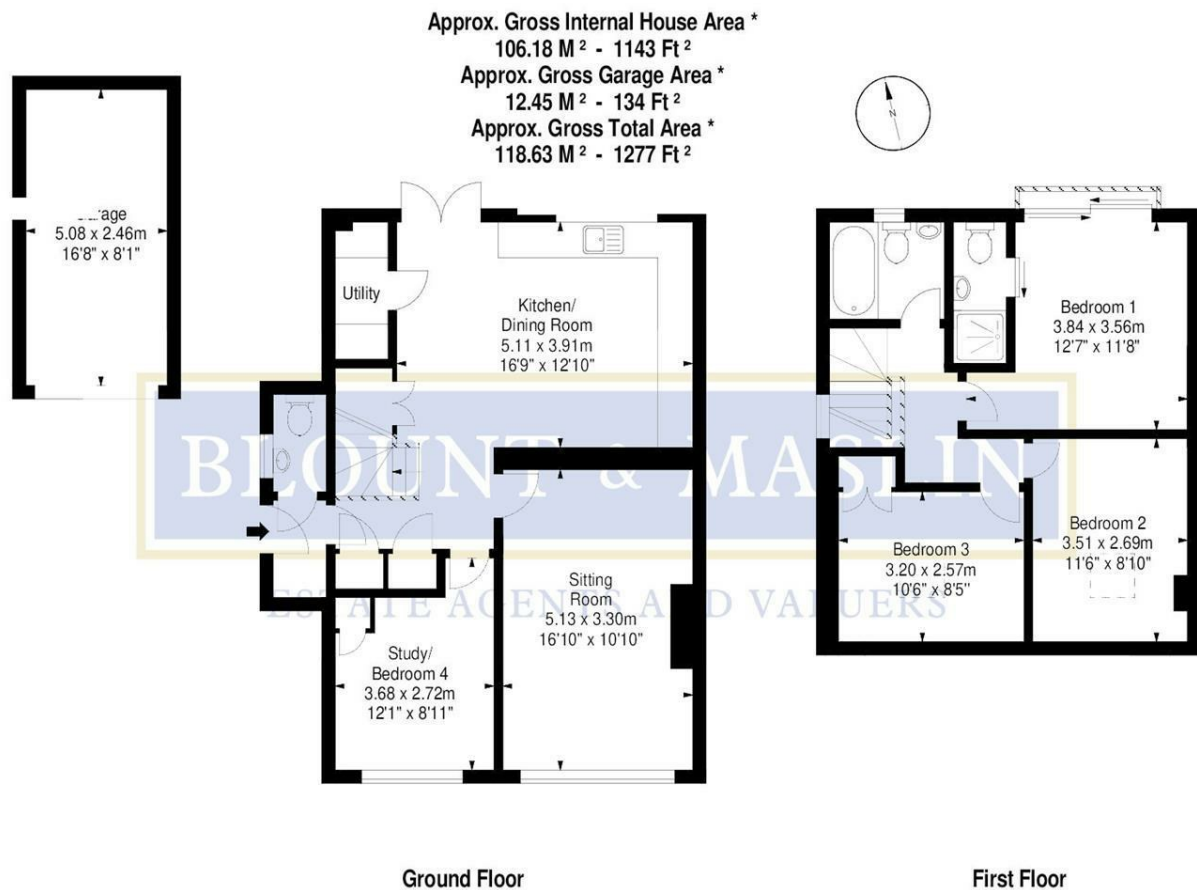 Approx. Gross Internal House Area *
106.18 M² - 1143 Ft²
Approx. Gross Garage Area *
12.45 M² - 134 Ft²
Approx. Gross Total Area *
118.63 M² - 1277 Ft²
N
5.08 x 2.46m
16'8" x 8'1"
Utility
Kitchen/
Dining Room
5.11 x 3.91m
16'9" x 12'10"
Bedroom 1
3.84 x 3.56m
12'7" x 11'8"
BLOUNT & MASLIN
ESTATE AGENTS AND VALUERS
Sitting
Room
5.13 x 3.30m
16'10" x 10'10"
Study/
Bedroom 4
3.68 x 2.72m
12'1" x 8'11"
Bedroom 3
3.20 x 2.57m
10'6" x 8'5"
Bedroom 2
3.51 x 2.69m
11'6" x 8'10"
Ground Floor
First Floor